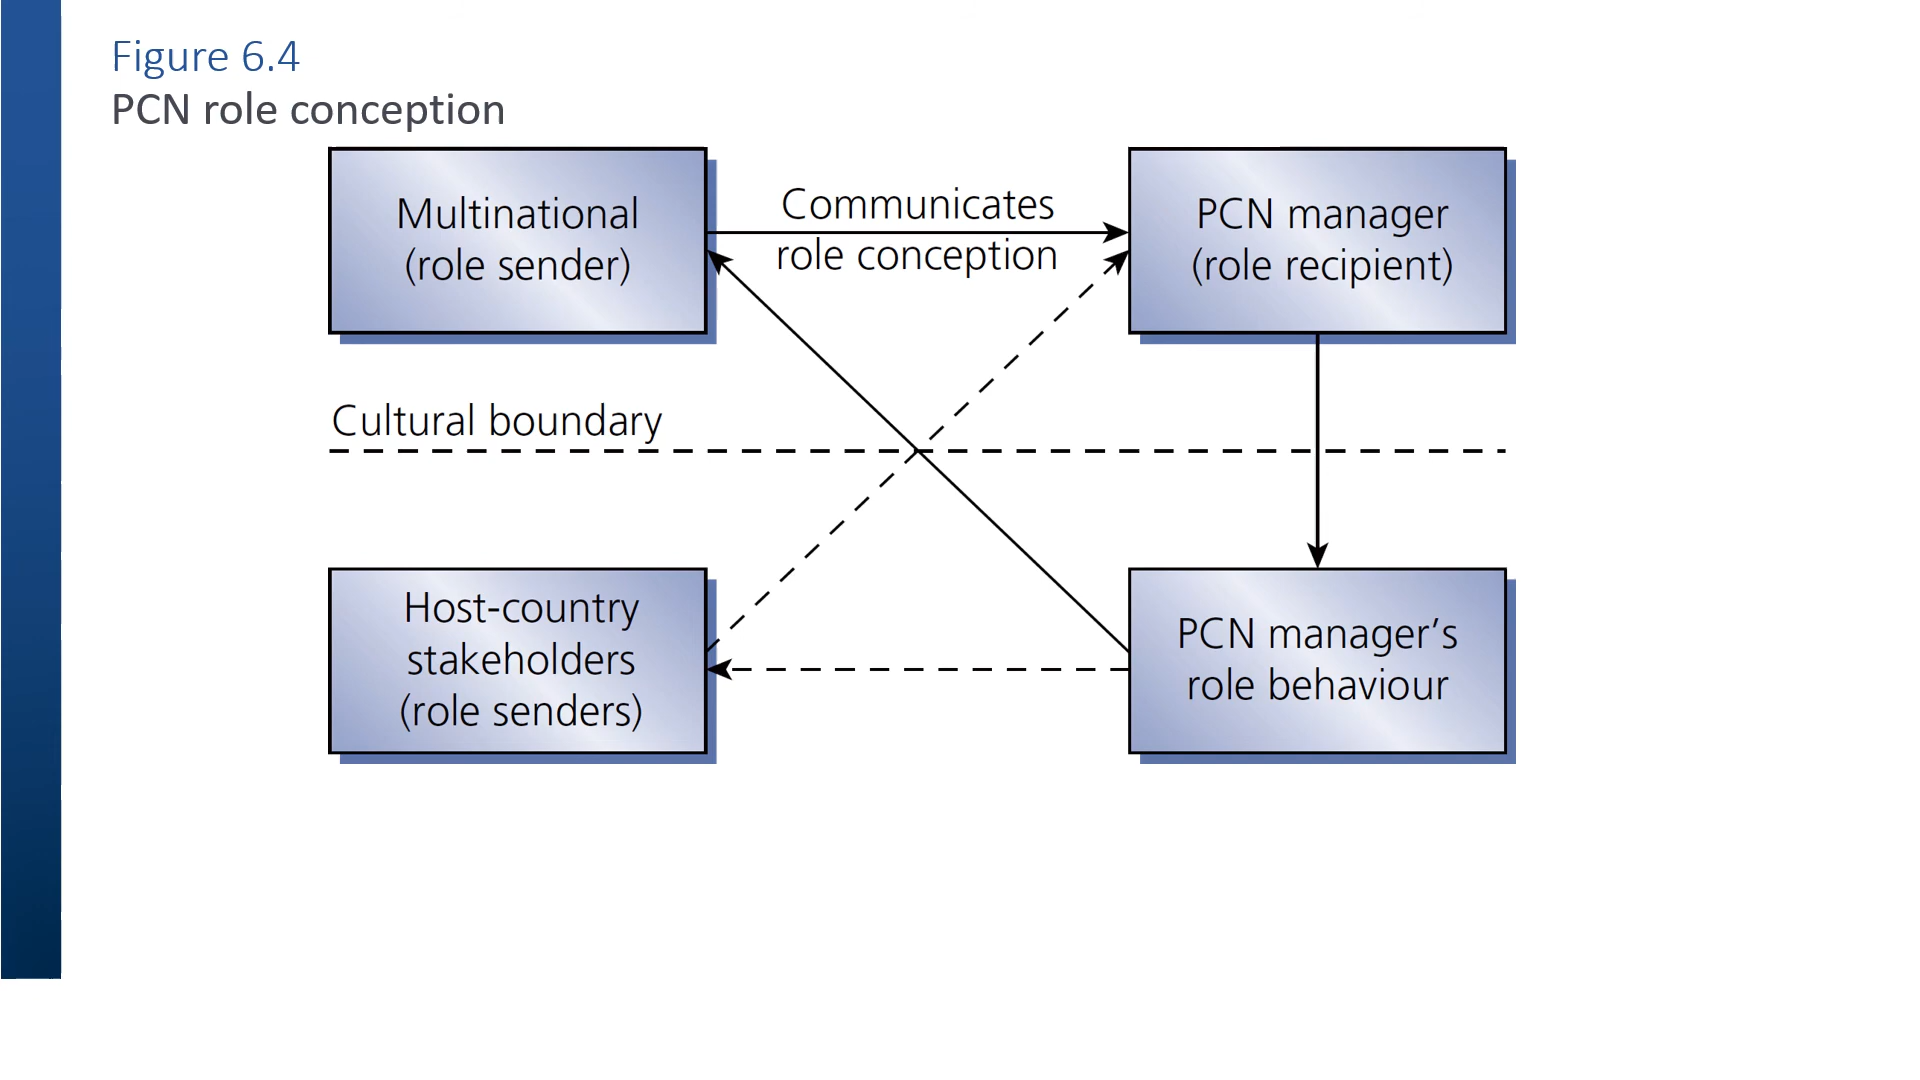 Figure 6.4
PCN role conception
Multinational
(role sender)
Communicates
role conception
PCN manager
(role recipient)
Cultural boundary
Host-country
stakeholders
(role senders)
PCN manager’s
role behaviour